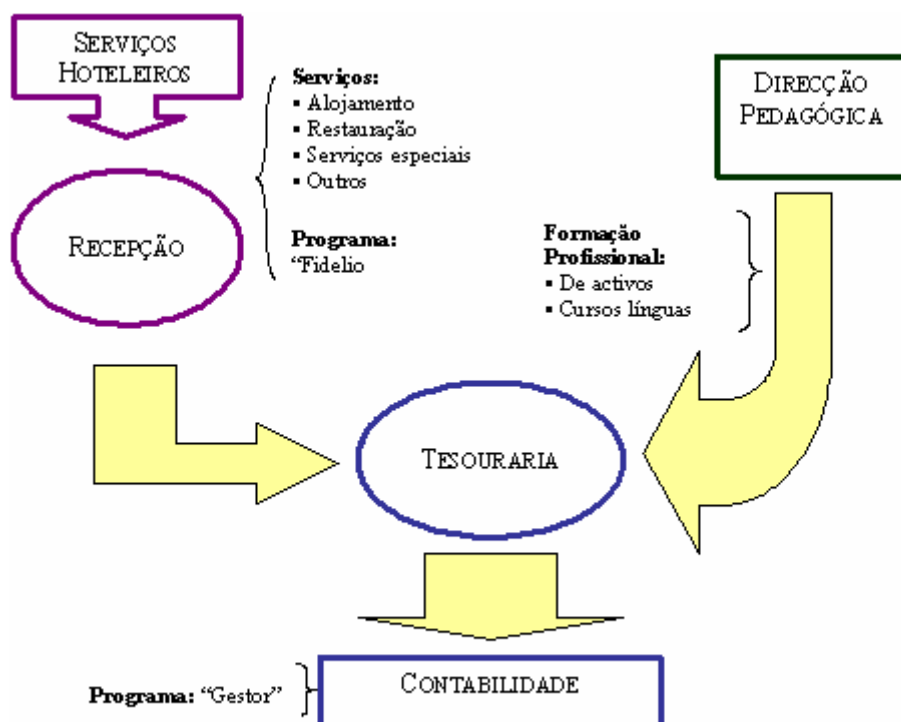 SERVIÇOS
HOTELEIROS
Serviços:
▪ Alojamento
▪ Restauração
▪ Serviços especiais
▪ Outros
Programa:
“Fidelio
DIRECÇÃO
PEDAGÓGICA
RECEPÇÃO
Formação
Profissional:
▪ De activos
▪ Cursos línguas
TESOURARIA
CONTABILIDADE
Programa: “Gestor”